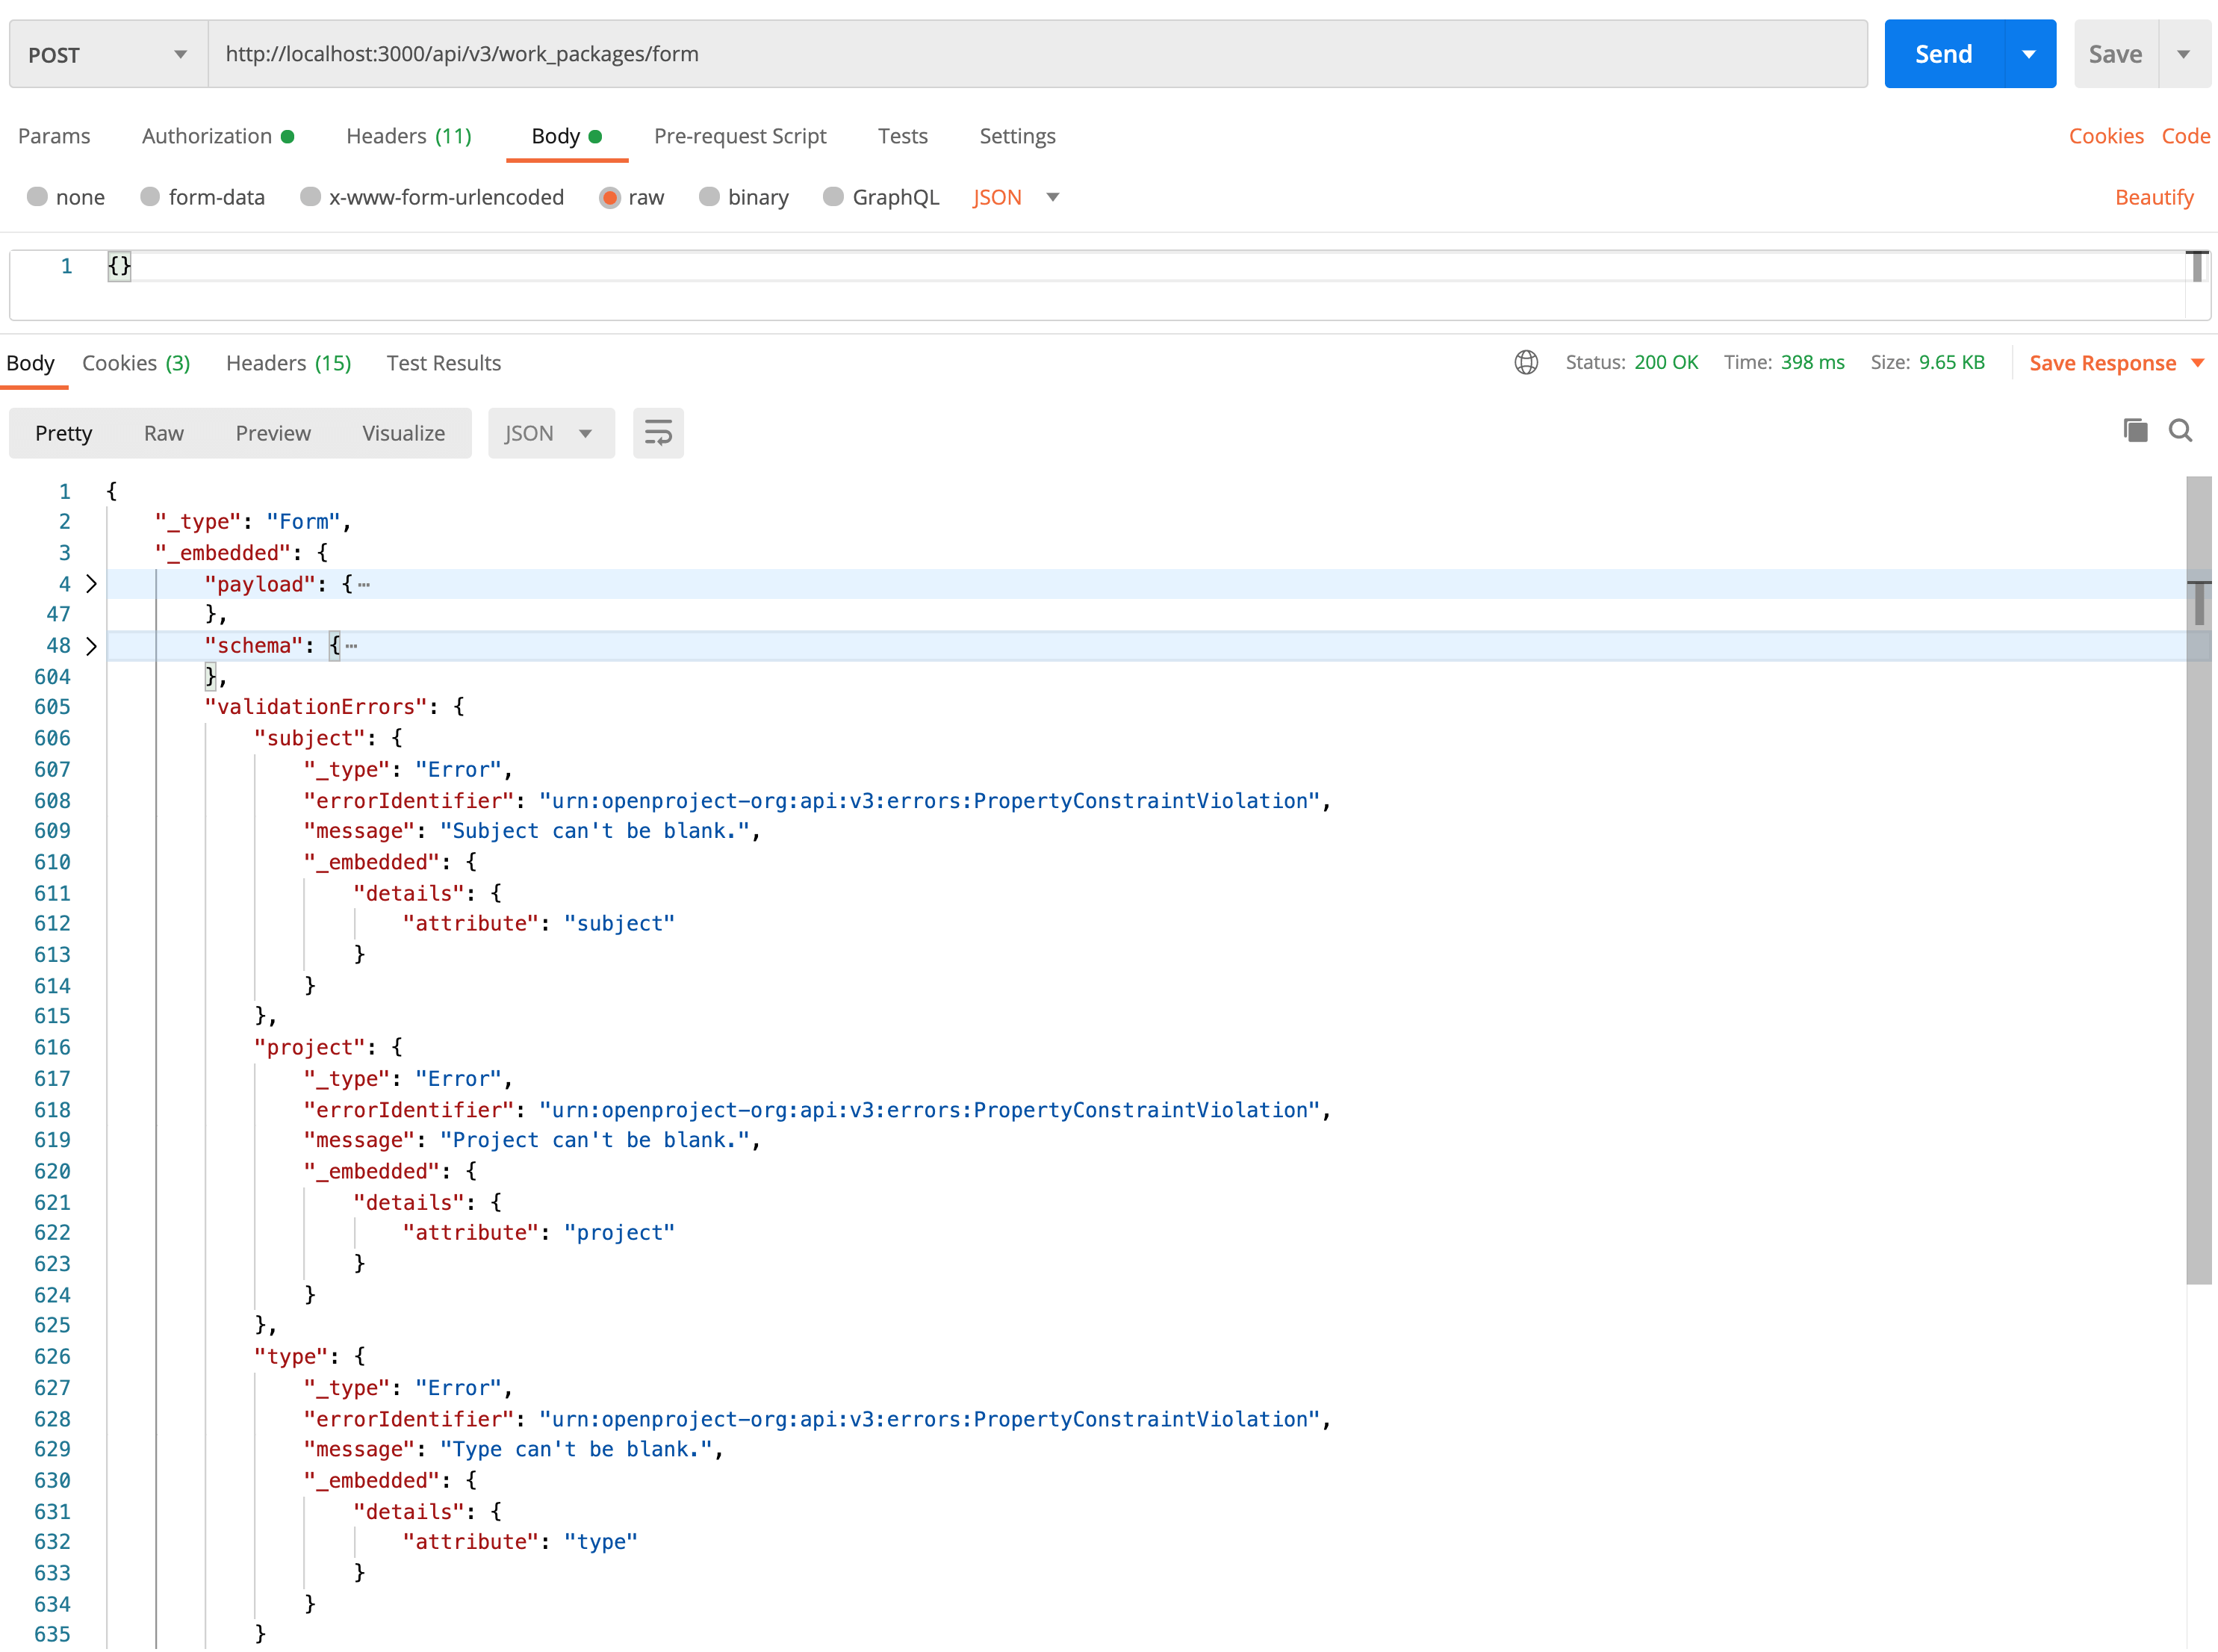 POST http://localhost:3000/api/v3/work_packages/form Send Save
Params Authorization Headers (11) Body Pre-request Script Tests Settings Cookies Code
none form-data x-www-form-urlencoded raw binary GraphQL JSON Beautify
1 {}
Body Cookies (3) Headers (15) Test Results Status: 200 OK Time: 398 ms Size: 9.65 KB Save Response
Pretty Raw Preview Visualize JSON
1 {
2 "_type": "Form",
3 "_embedded": {
4 "payload": {⋯
47 },
48 "schema": {⋯
604 },
605 "validationErrors": {
606 "subject": {
607 "_type": "Error",
608 "errorIdentifier": "urn:openproject-org:api:v3:errors:PropertyConstraintViolation",
609 "message": "Subject can't be blank.",
610 "_embedded": {
611 "details": {
612 "attribute": "subject"
613 }
614 }
615 },
616 "project": {
617 "_type": "Error",
618 "errorIdentifier": "urn:openproject-org:api:v3:errors:PropertyConstraintViolation",
619 "message": "Project can't be blank.",
620 "_embedded": {
621 "details": {
622 "attribute": "project"
623 }
624 }
625 },
626 "type": {
627 "_type": "Error",
628 "errorIdentifier": "urn:openproject-org:api:v3:errors:PropertyConstraintViolation",
629 "message": "Type can't be blank.",
630 "_embedded": {
631 "details": {
632 "attribute": "type"
633 }
634 }
635 }